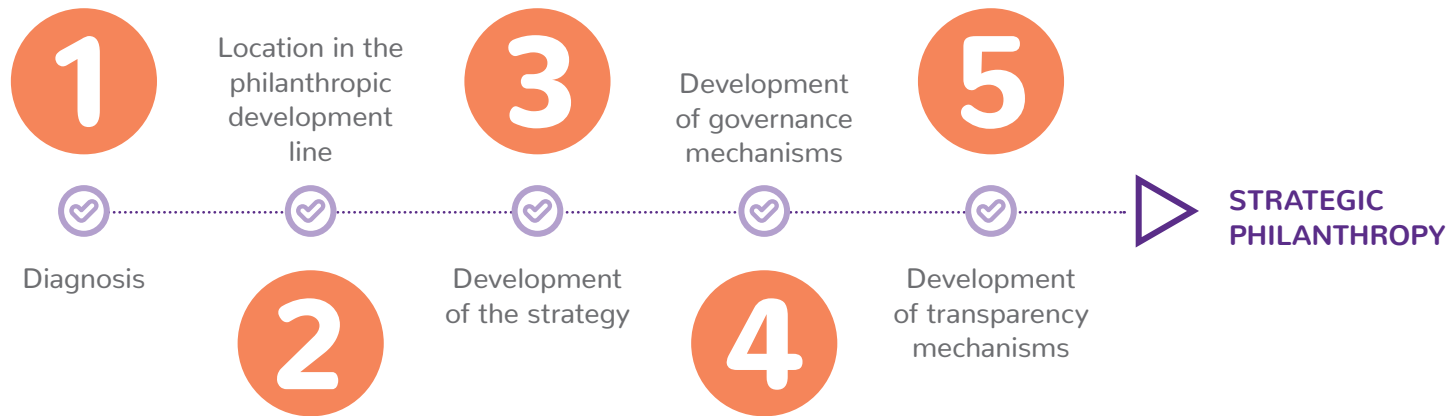 1
Diagnosis
Location in the
philanthropic
development
line
2
3
Development
of the strategy
Development
of governance
mechanisms
4
5
Development
of transparency
mechanisms
STRATEGIC
PHILANTHROPY